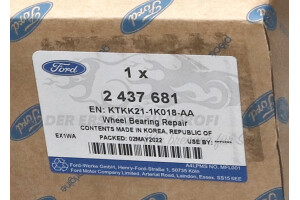 Ford
1 x
2 437 681
EN: KTKK21-1K018-AA
Wheel Bearing Repair
CONTENTS MADE IN KOREA, REPUBLIC OF
EX1WA PACKED: 02MAY2022 USE BY:
Ford-Werke GmbH, Henry-Ford-Straße 1, 50735 Köln
Ford Motor Company Limited, Arterial Road, Laindon, Essex. SS15 6EE